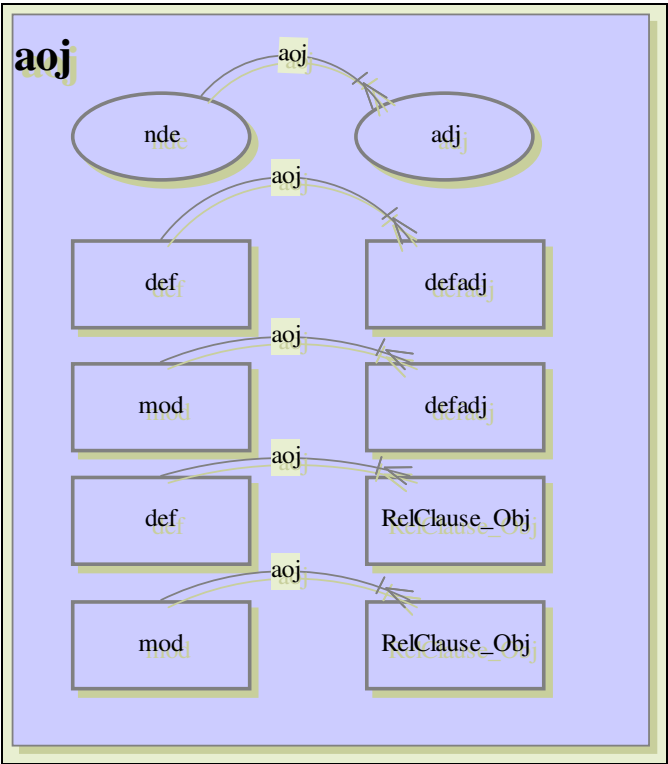 aoj
aoj
nde adj
aoj
def defadj
aoj
mod defadj
aoj
def RelClause_Obj
aoj
mod RelClause_Obj